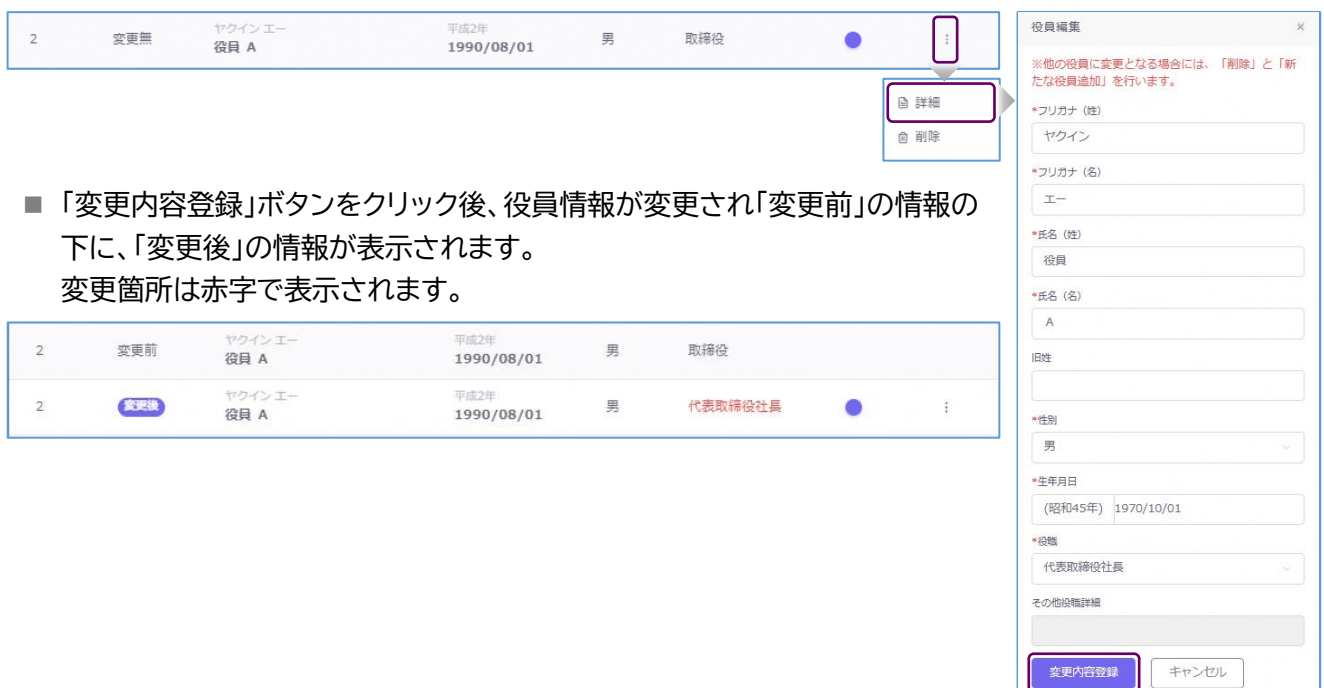 2 変更無 ヤクイン エー 平成2年 男 取締役
役員 A 1990/08/01
詳細
削除
■ 「変更内容登録」ボタンをクリック後、役員情報が変更され「変更前」の情報の
下に、「変更後」の情報が表示されます。
変更箇所は赤字で表示されます。
2 変更前 ヤクイン エー 平成2年 男 取締役
役員 A 1990/08/01
2 変更後 ヤクイン エー 平成2年 男 代表取締役社長
役員 A 1990/08/01
役員編集 ×
※他の役員に変更となる場合には、「削除」と「新
たな役員追加」を行います。
*フリガナ（姓）
ヤクイン
*フリガナ（名）
エー
*氏名（姓）
役員
*氏名（名）
A
旧姓
*性別
男
*生年月日
(昭和45年) 1970/10/01
*役職
代表取締役社長
その他役職詳細
変更内容登録 キャンセル